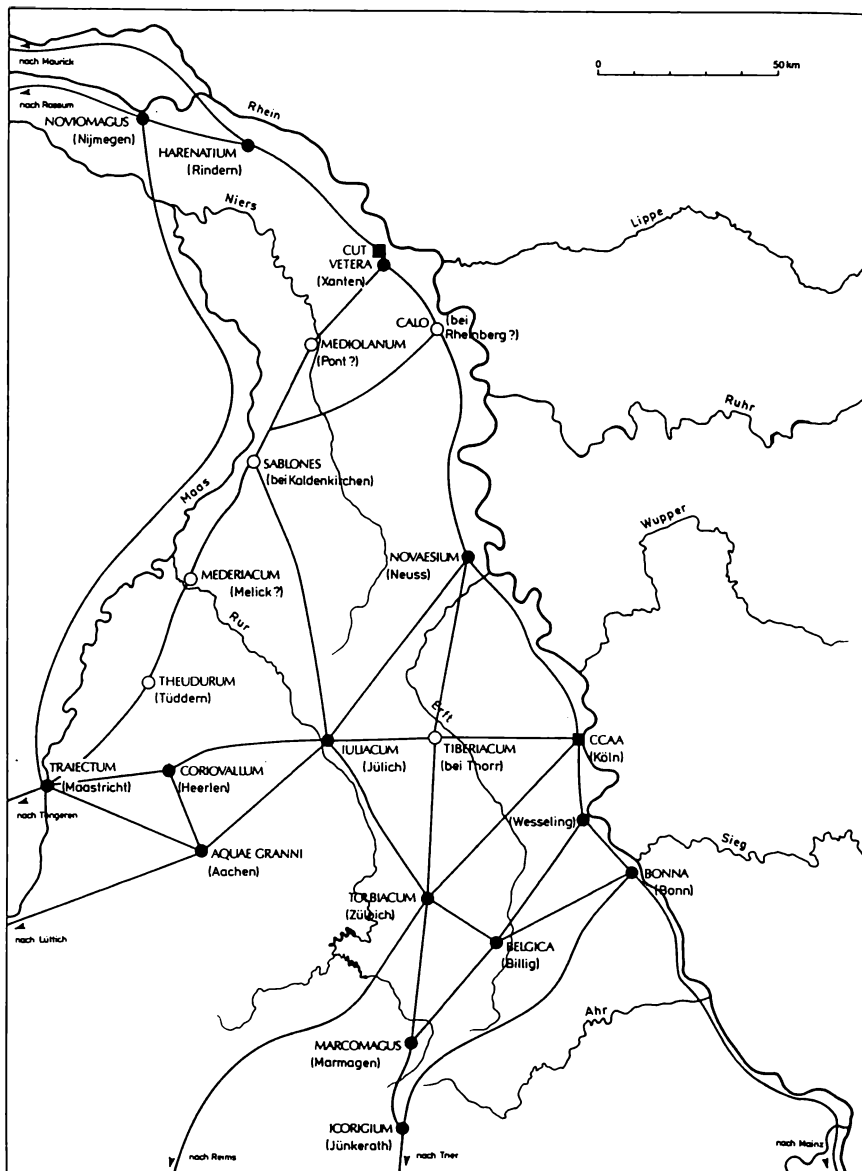 nach Maurick
0 50 km
nach Rossum
Rhein
NOVIOMAGUS
(Nijmegen)
HARENATIUM
(Rindern)
Niers
Lippe
CUT
VETERA
(Xanten)
CALO (bei
Rheinberg?)
MEDIOLANUM
(Pont?)
Ruhr
SABLONES
(bei Kaldenkirchen)
Maas
Wupper
NOVAESIUM
(Neuss)
MEDERIACUM
(Melick?)
Rur
THEUDURUM
(Tüddern)
Erft
IULIACUM
(Jülich)
TIBERIACUM
(bei Thorr)
CCAA
(Köln)
TRAIECTUM
(Maastricht)
CORIOVALLUM
(Heerlen)
nach Tongeren
(Wesseling)
Sieg
AQUAE GRANNI
(Aachen)
BONNA
(Bonn)
TOLBIACUM
(Zülpich)
nach Lüttich
BELGICA
(Billig)
Ahr
MARCOMAGUS
(Marmagen)
ICORIGIUM
(Jünkerath)
nach Reims
nach Trier
nach Mainz